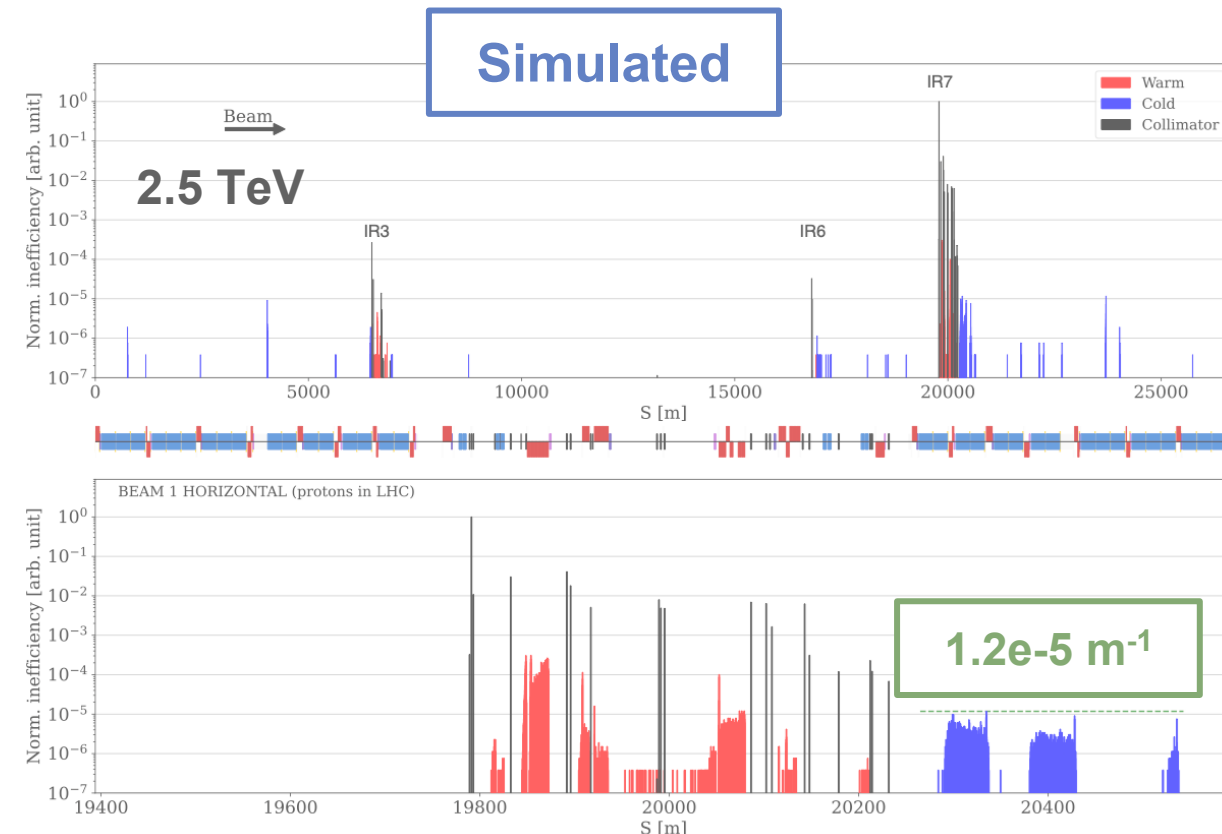 Simulated
Norm. inefficiency [arb. unit]
10⁰
10⁻¹
10⁻²
10⁻³
10⁻⁴
10⁻⁵
10⁻⁶
10⁻⁷
Beam
2.5 TeV
IR3
IR6
IR7
Warm
Cold
Collimator
0 5000 10000 15000 20000 25000
S [m]
BEAM 1 HORIZONTAL (protons in LHC)
Norm. inefficiency [arb. unit]
10⁰
10⁻¹
10⁻²
10⁻³
10⁻⁴
10⁻⁵
10⁻⁶
10⁻⁷
1.2e-5 m⁻¹
19400 19600 19800 20000 20200 20400
S [m]